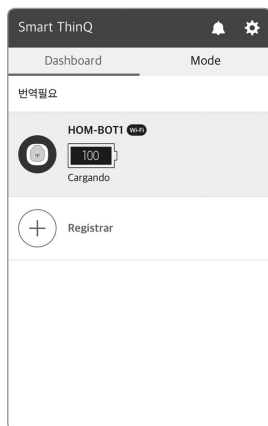 Smart ThinQ
Dashboard Mode
번역필요
HOM-BOT1 Wi-Fi
100
Cargando
Registrar